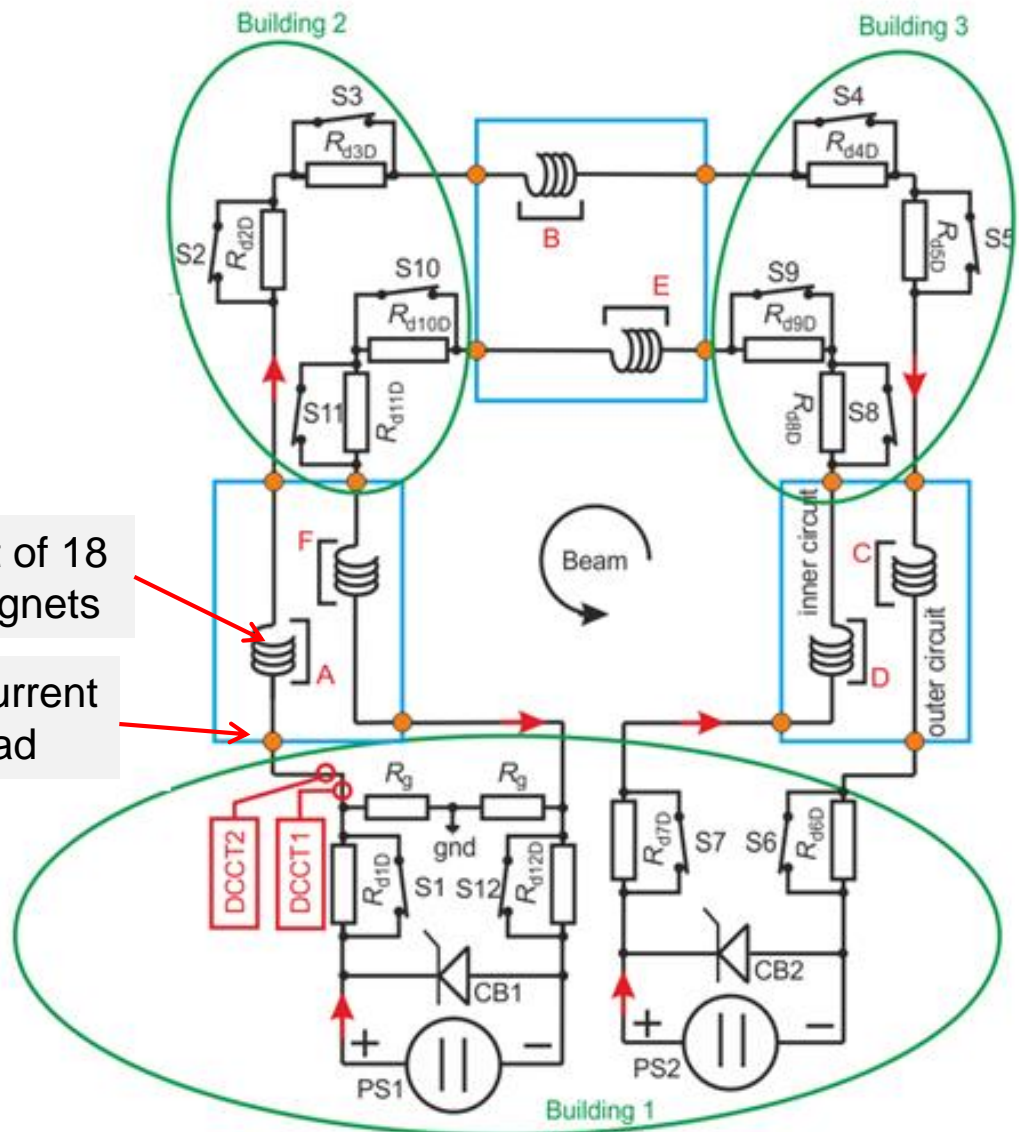 Building 2
Building 3
S3
S4
Rd3D
Rd4D
S2
Rd2D
B
Rd5D
S5
S10
E
S9
Rd10D
Rd9D
S11
Rd11D
Rd8D
S8
of 18
gnets
F
Beam
inner circuit
C
A
D
outer circuit
urrent
ad
Rg
Rg
gnd
DCCT2
DCCT1
Rd1D
S1
S12
Rd12D
Rd7D
S7
S6
Rd6D
CB1
CB2
+
−
+
−
PS1
PS2
Building 1